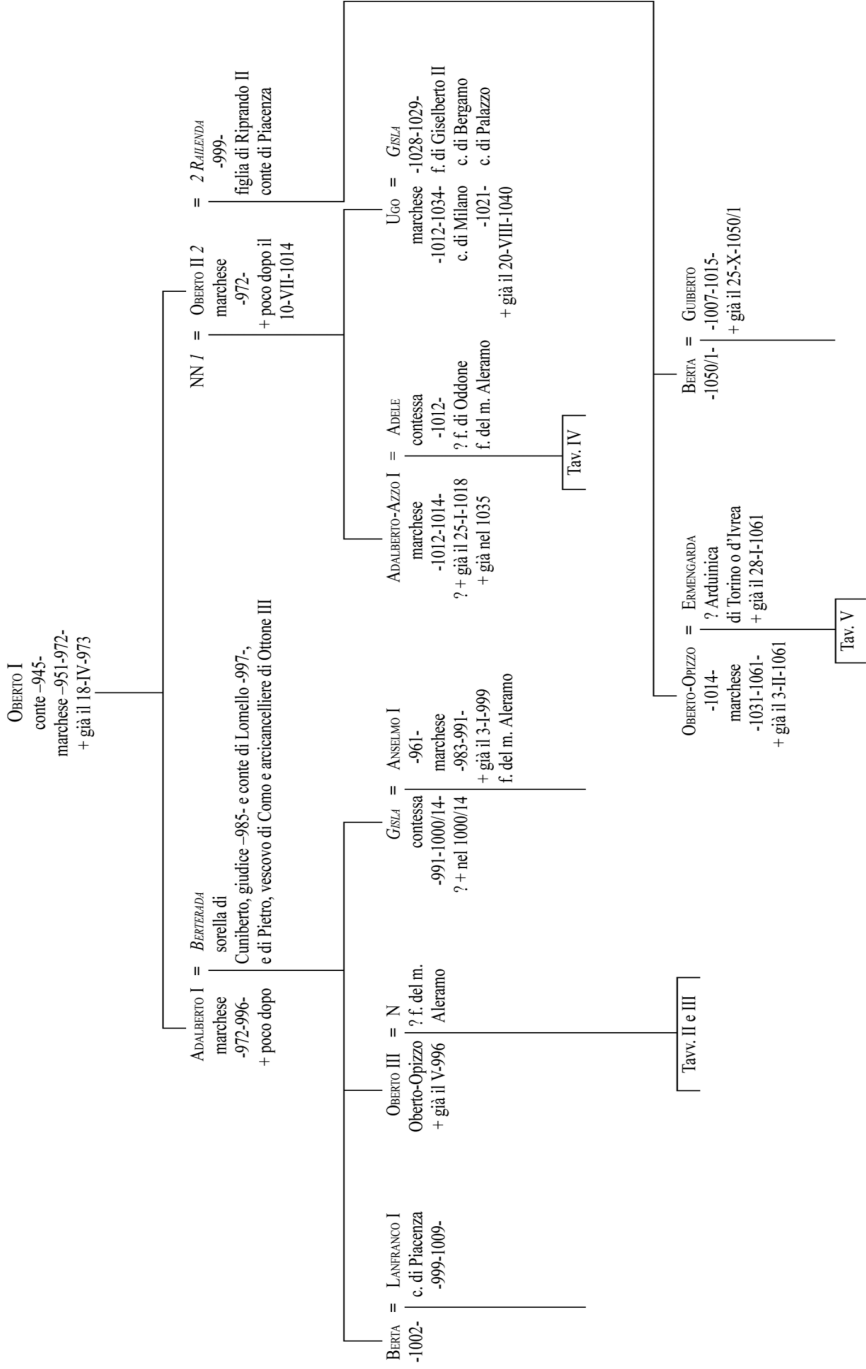 OBERTO I
conte –945-
marchese –951-972-
+ già il 18-IV-973
ADALBERTO I = BERTERADA
marchese
-972-996-
+ poco dopo
sorella di
Cuniberto, giudice –985- e conte di Lomello -997-,
e di Pietro, vescovo di Como e arcicancelliere di Ottone III
NN 1 = OBERTO II 2 = 2 RAILENDA
marchese
-972-
+ poco dopo il
10-VII-1014
-999-
figlia di Riprando II
conte di Piacenza
BERTA = LANFRANCO I
-1002-
c. di Piacenza
-999-1009-
OBERTO III = N
Oberto-Opizzo
+ già il V-996
? f. del m.
Aleramo
Tavv. II e III
GISLA = ANSELMO I
contessa
-991-1000/14-
? + nel 1000/14
-961-
marchese
-983-991-
+ già il 3-I-999
f. del m. Aleramo
ADALBERTO-AZZO I = ADELE
marchese
-1012-1014-
? + già il 25-I-1018
+ già nel 1035
contessa
-1012-
? f. di Oddone
f. del m. Aleramo
Tav. IV
UGO = GISLA
marchese
-1012-1034-
c. di Milano
-1021-
+ già il 20-VIII-1040
-1028-1029-
f. di Giselberto II
c. di Bergamo
c. di Palazzo
OBERTO-OPIZZO = ERMENGARDA
-1014-
marchese
-1031-1061-
+ già il 3-II-1061
? Arduinica
di Torino o d'Ivrea
+ già il 28-I-1061
Tav. V
BERTA = GUIBERTO
-1050/1-
-1007-1015-
+ già il 25-X-1050/1